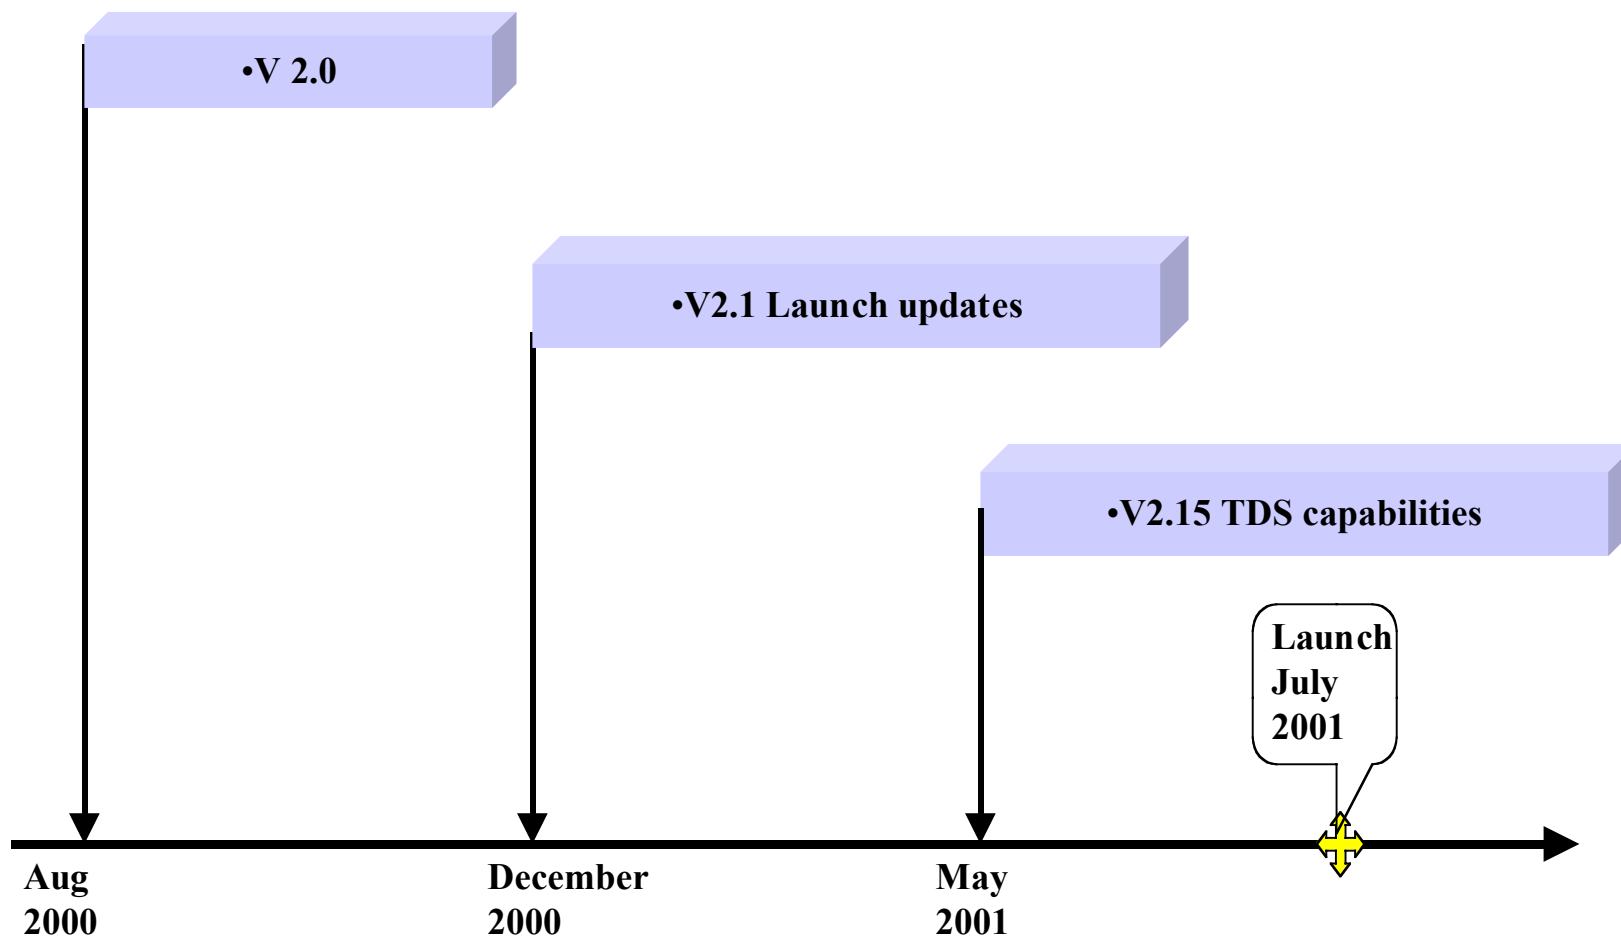 •V 2.0
•V2.1 Launch updates
•V2.15 TDS capabilities
Launch
July
2001
Aug
2000
December
2000
May
2001